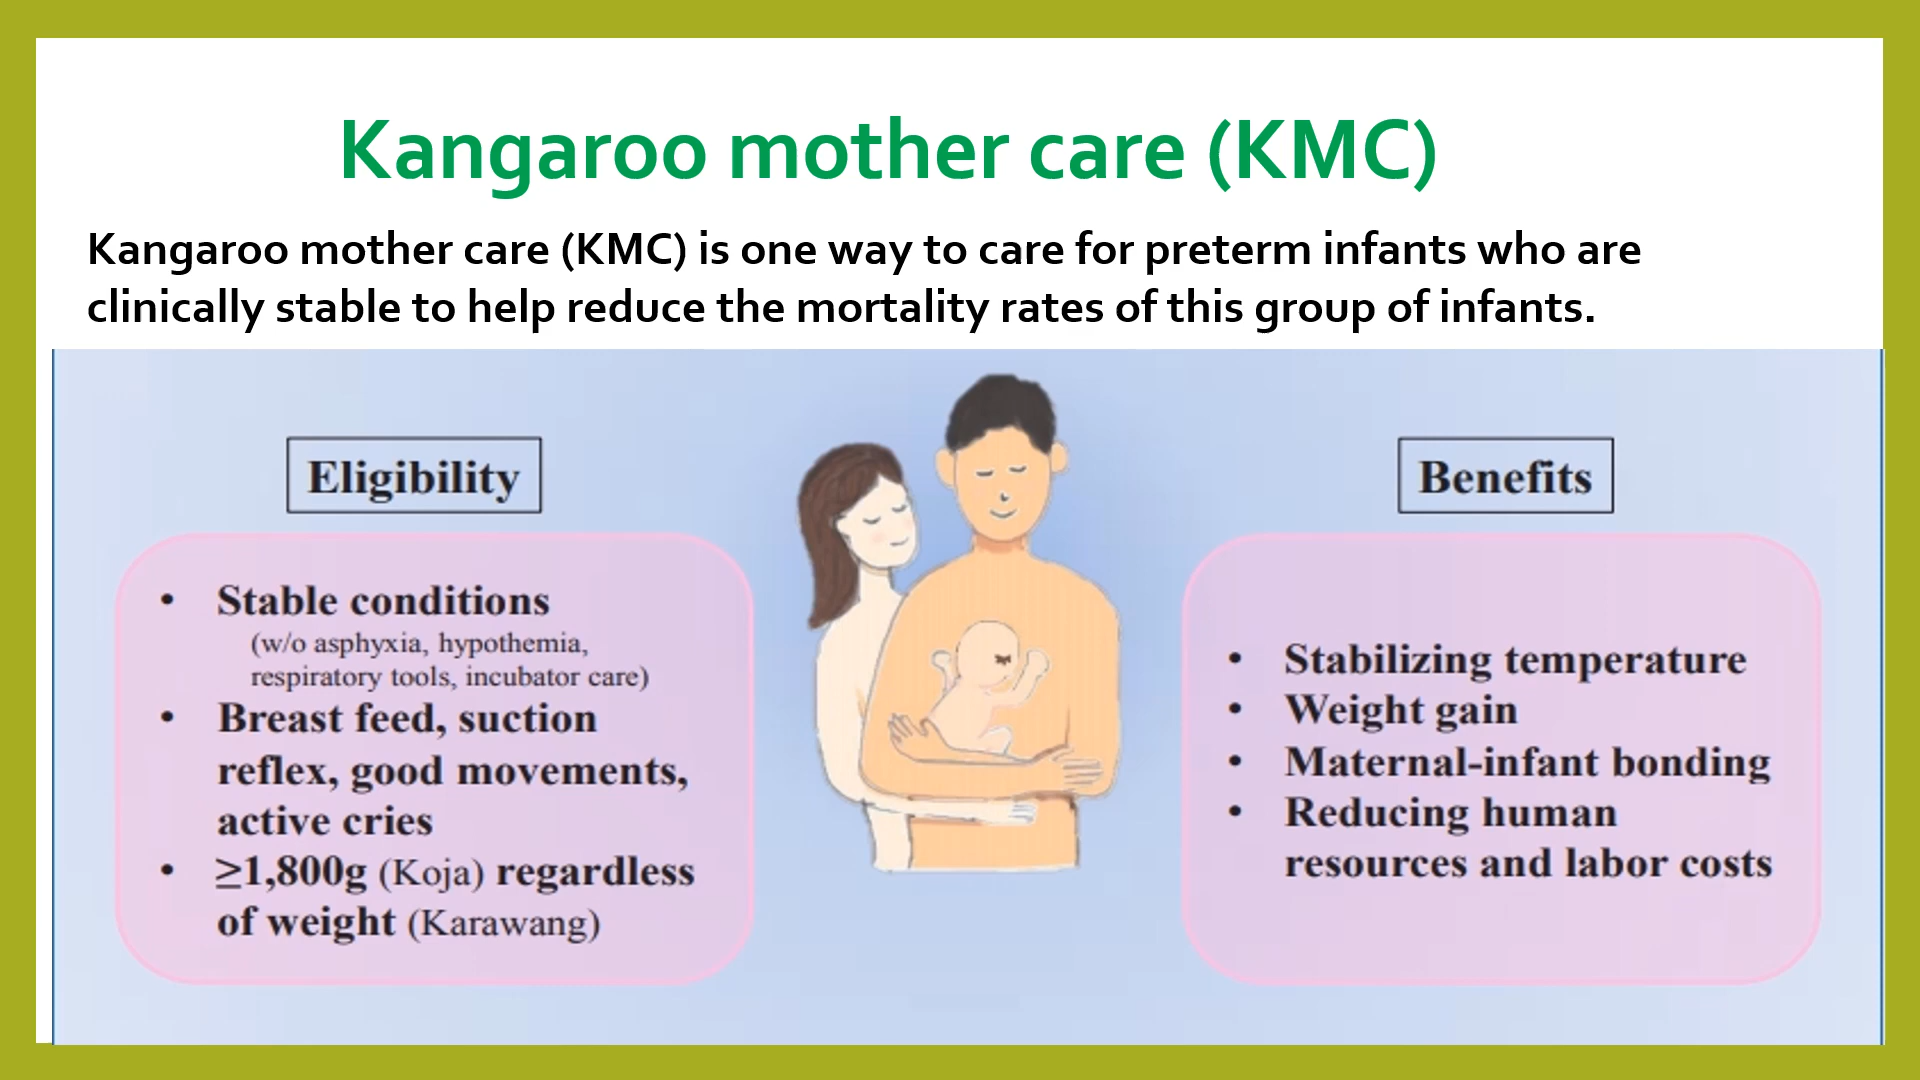 Kangaroo mother care (KMC)
Kangaroo mother care (KMC) is one way to care for preterm infants who are
clinically stable to help reduce the mortality rates of this group of infants.
Eligibility
• Stable conditions
(w/o asphyxia, hypothemia,
respiratory tools, incubator care)
• Breast feed, suction
reflex, good movements,
active cries
• ≥1,800g (Koja) regardless
of weight (Karawang)
Benefits
• Stabilizing temperature
• Weight gain
• Maternal-infant bonding
• Reducing human
resources and labor costs